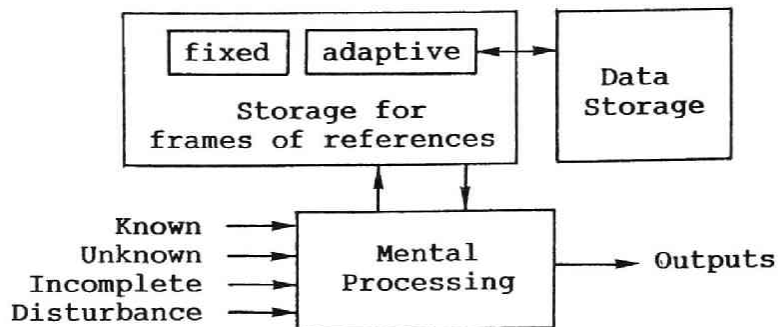 fixed
adaptive
Storage for
frames of references
Data
Storage
Known
Unknown
Incomplete
Disturbance
Mental
Processing
Outputs